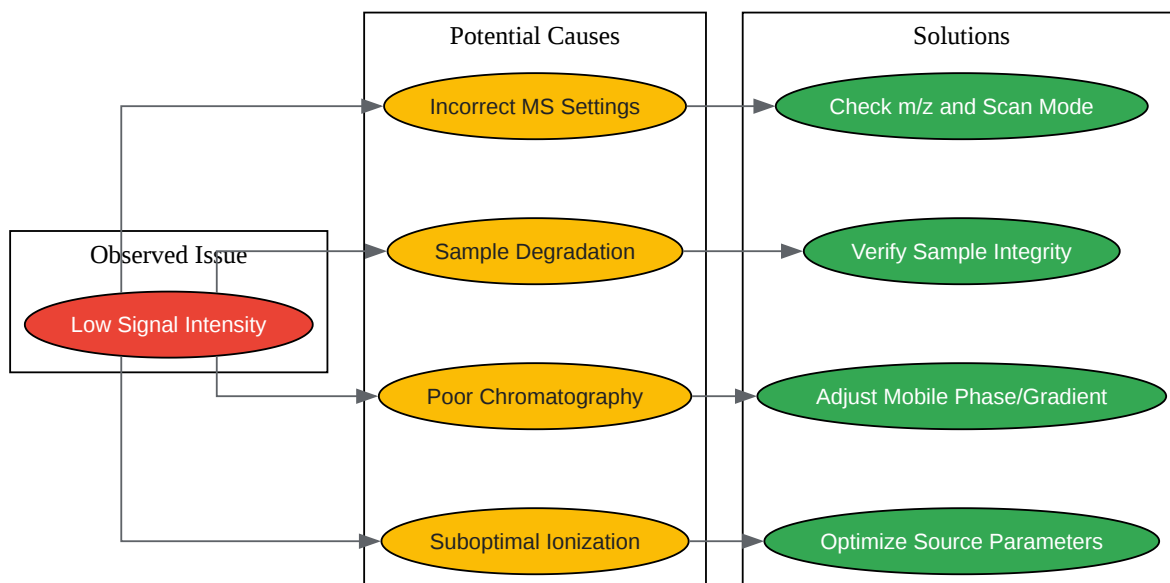 Potential Causes
Solutions
Incorrect MS Settings
Check m/z and Scan Mode
Sample Degradation
Verify Sample Integrity
Observed Issue
Low Signal Intensity
Poor Chromatography
Adjust Mobile Phase/Gradient
Suboptimal Ionization
Optimize Source Parameters